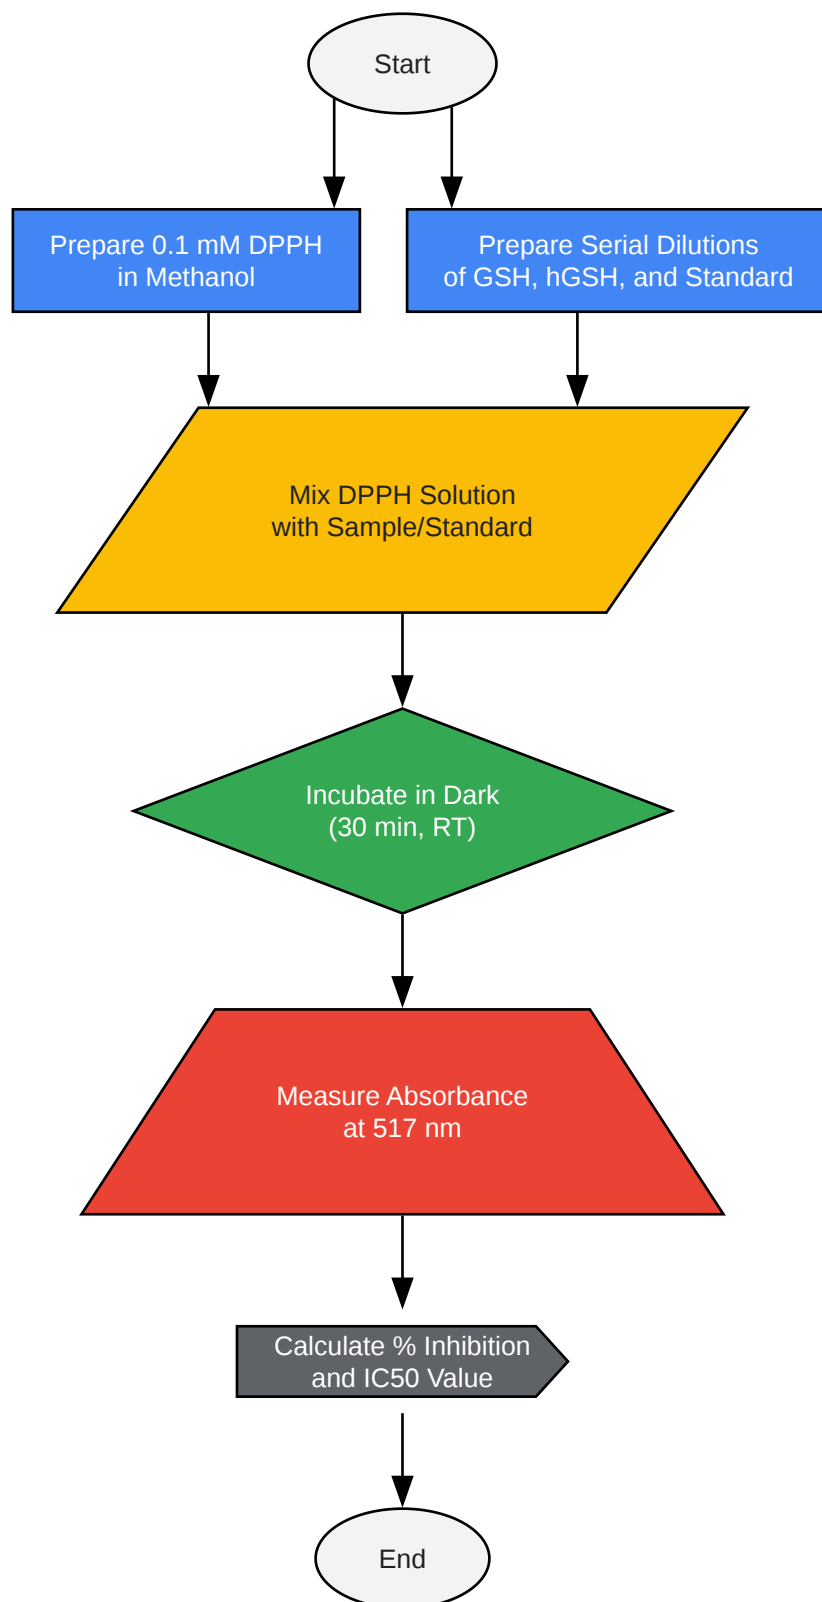 Start
Prepare 0.1 mM DPPH
in Methanol
Prepare Serial Dilutions
of GSH, hGSH, and Standard
Mix DPPH Solution
with Sample/Standard
Incubate in Dark
(30 min, RT)
Measure Absorbance
at 517 nm
Calculate % Inhibition
and IC50 Value
End